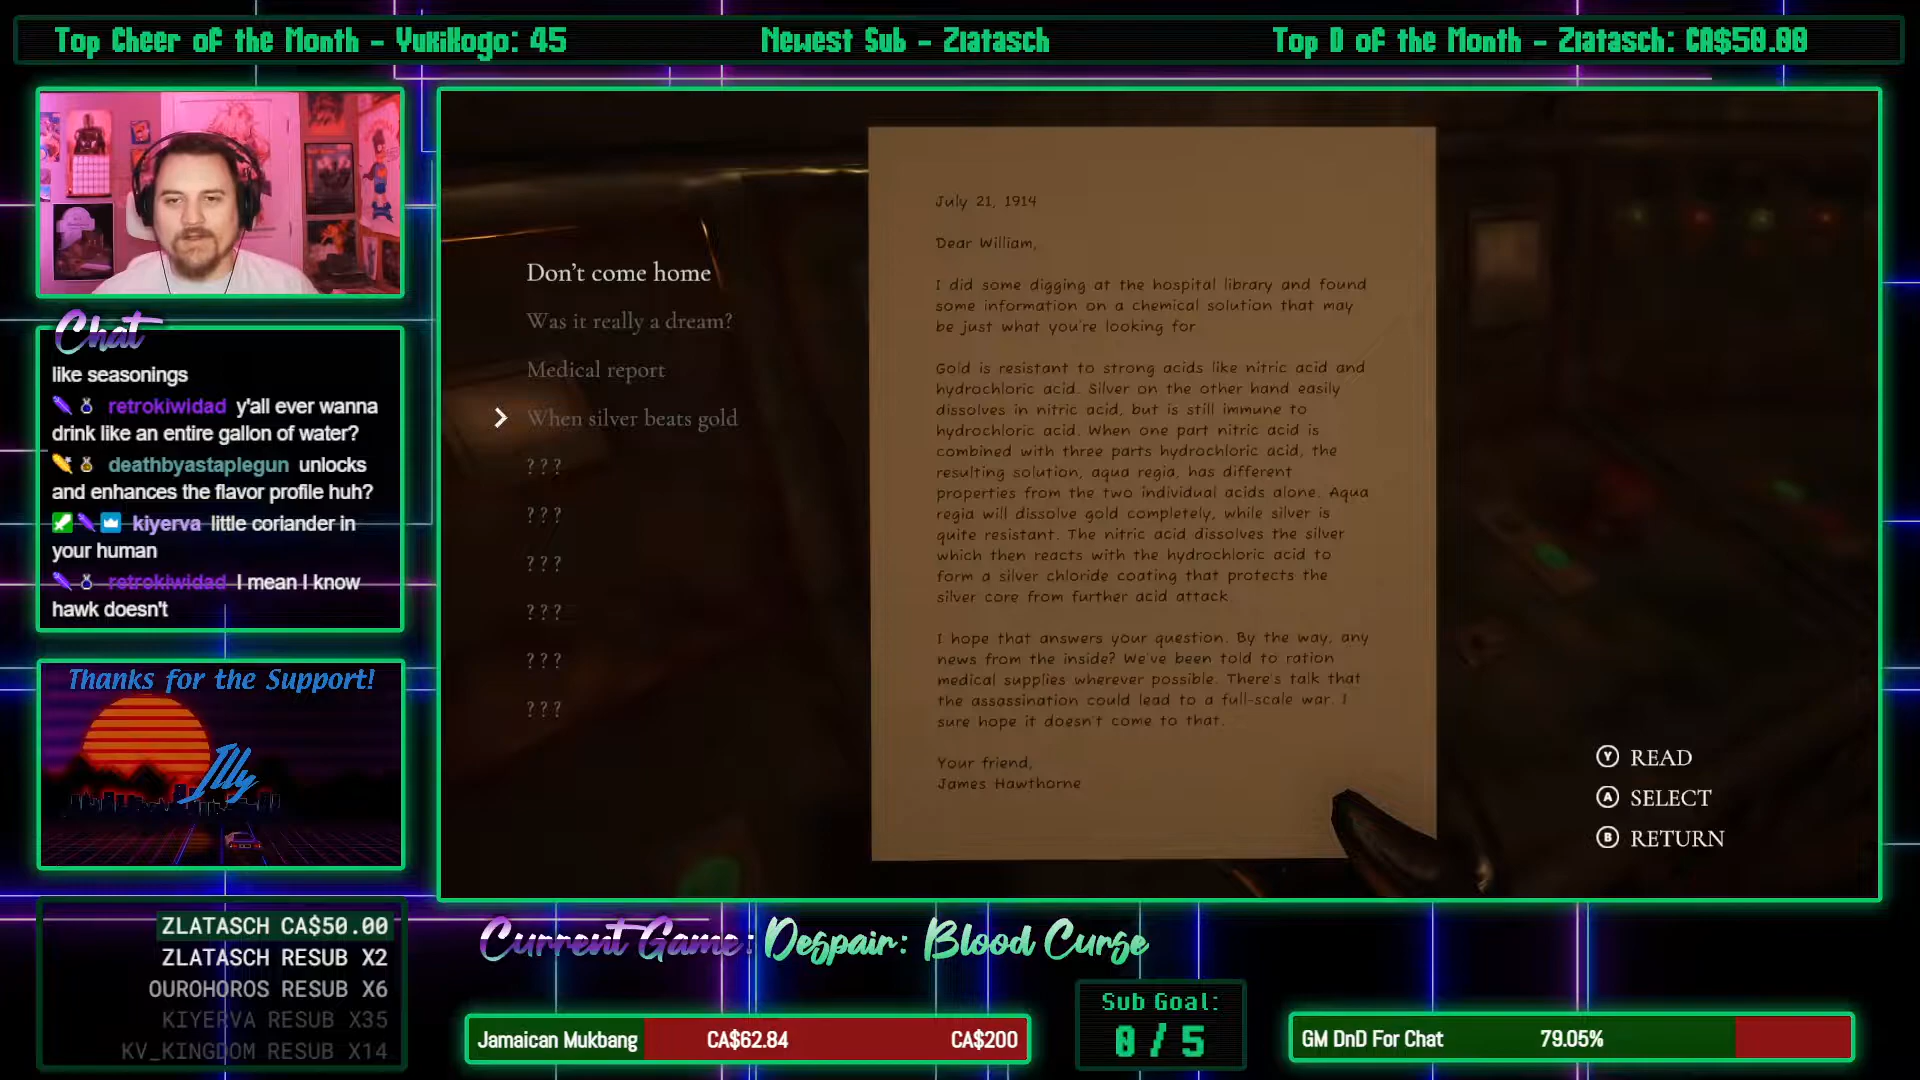 Top Cheer of the Month - YukiKogo: 45
Newest Sub - Zlatasch
Top D of the Month - Zlatasch: CA$50.00
Chat
like seasonings
retrokiwidad y'all ever wanna
drink like an entire gallon of water?
deathbyastaplegun unlocks
and enhances the flavor profile huh?
kiyerva little coriander in
your human
retrokiwidad I mean I know
hawk doesn't
Thanks for the Support!
Illy
ZLATASCH CA$50.00
ZLATASCH RESUB X2
OUROHOROS RESUB X6
KIYERVA RESUB X35
KV_KINGDOM RESUB X14
Don't come home
Was it really a dream?
Medical report
When silver beats gold
???
???
???
???
???
???
July 21, 1914
Dear William,
I did some digging at the hospital library and found
some information on a chemical solution that may
be just what you're looking for
Gold is resistant to strong acids like nitric acid and
hydrochloric acid. Silver on the other hand easily
dissolves in nitric acid, but is still immune to
hydrochloric acid. When one part nitric acid is
combined with three parts hydrochloric acid, the
resulting solution, aqua regia, has different
properties from the two individual acids alone. Aqua
regia will dissolve gold completely, while silver is
quite resistant. The nitric acid dissolves the silver
which then reacts with the hydrochloric acid to
form a silver chloride coating that protects the
silver core from further acid attack.
I hope that answers your question. By the way, any
news from the inside? We've been told to ration
medical supplies wherever possible. There's talk that
the assassination could lead to a full-scale war. I
sure hope it doesn't come to that.
Your friend,
James Hawthorne
Y READ
A SELECT
B RETURN
Current Game: Despair: Blood Curse
Jamaican Mukbang CA$62.84 CA$200
Sub Goal:
0 / 5
GM DnD For Chat 79.05%